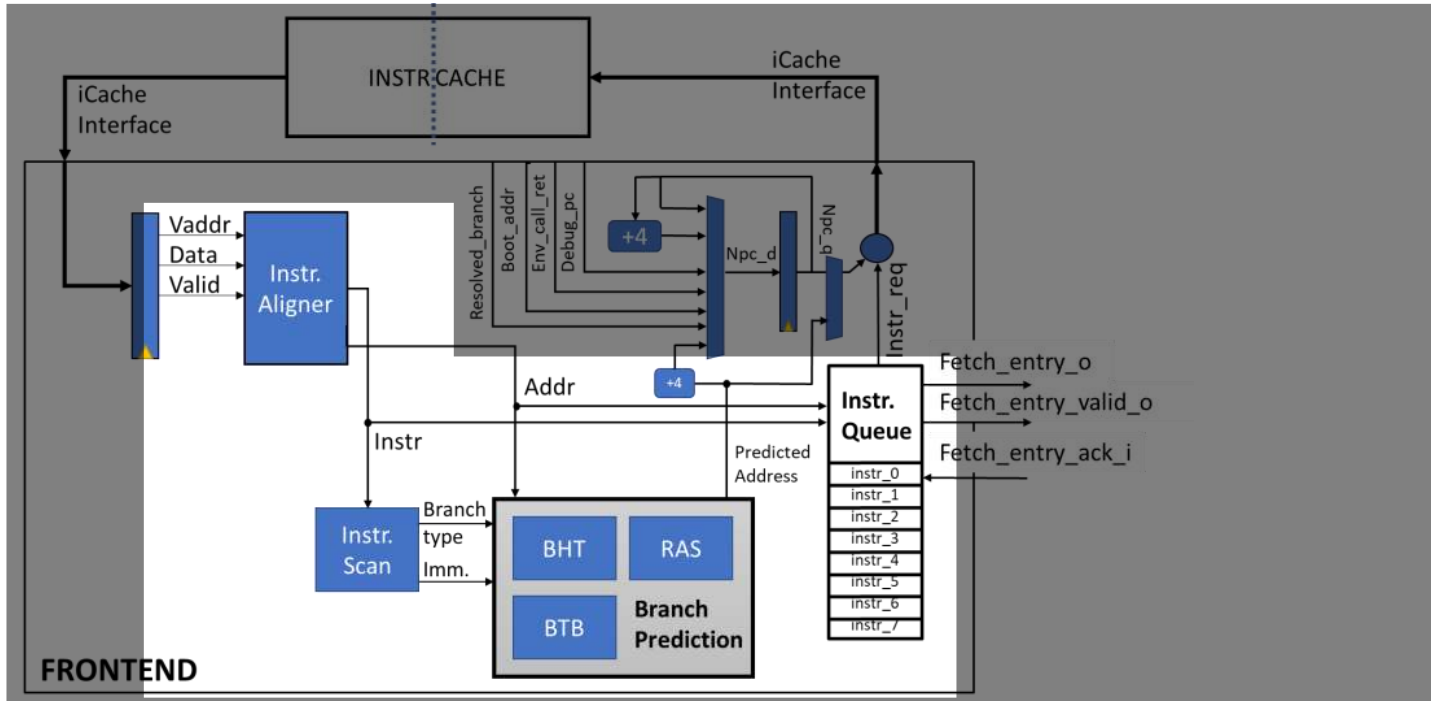 iCache
Interface
INSTR CACHE
iCache
Interface
Resolved_branch
Boot_addr
Env_call_ret
Debug_pc
+4
Npc_d
Npc_q
Instr_req
Vaddr
Data
Valid
Instr.
Aligner
+4
Addr
Instr
Predicted
Address
Instr.
Queue
instr_0
instr_1
instr_2
instr_3
instr_4
instr_5
instr_6
instr_7
Fetch_entry_o
Fetch_entry_valid_o
Fetch_entry_ack_i
Instr.
Scan
Branch
type
Imm.
BHT
RAS
BTB
Branch
Prediction
FRONTEND